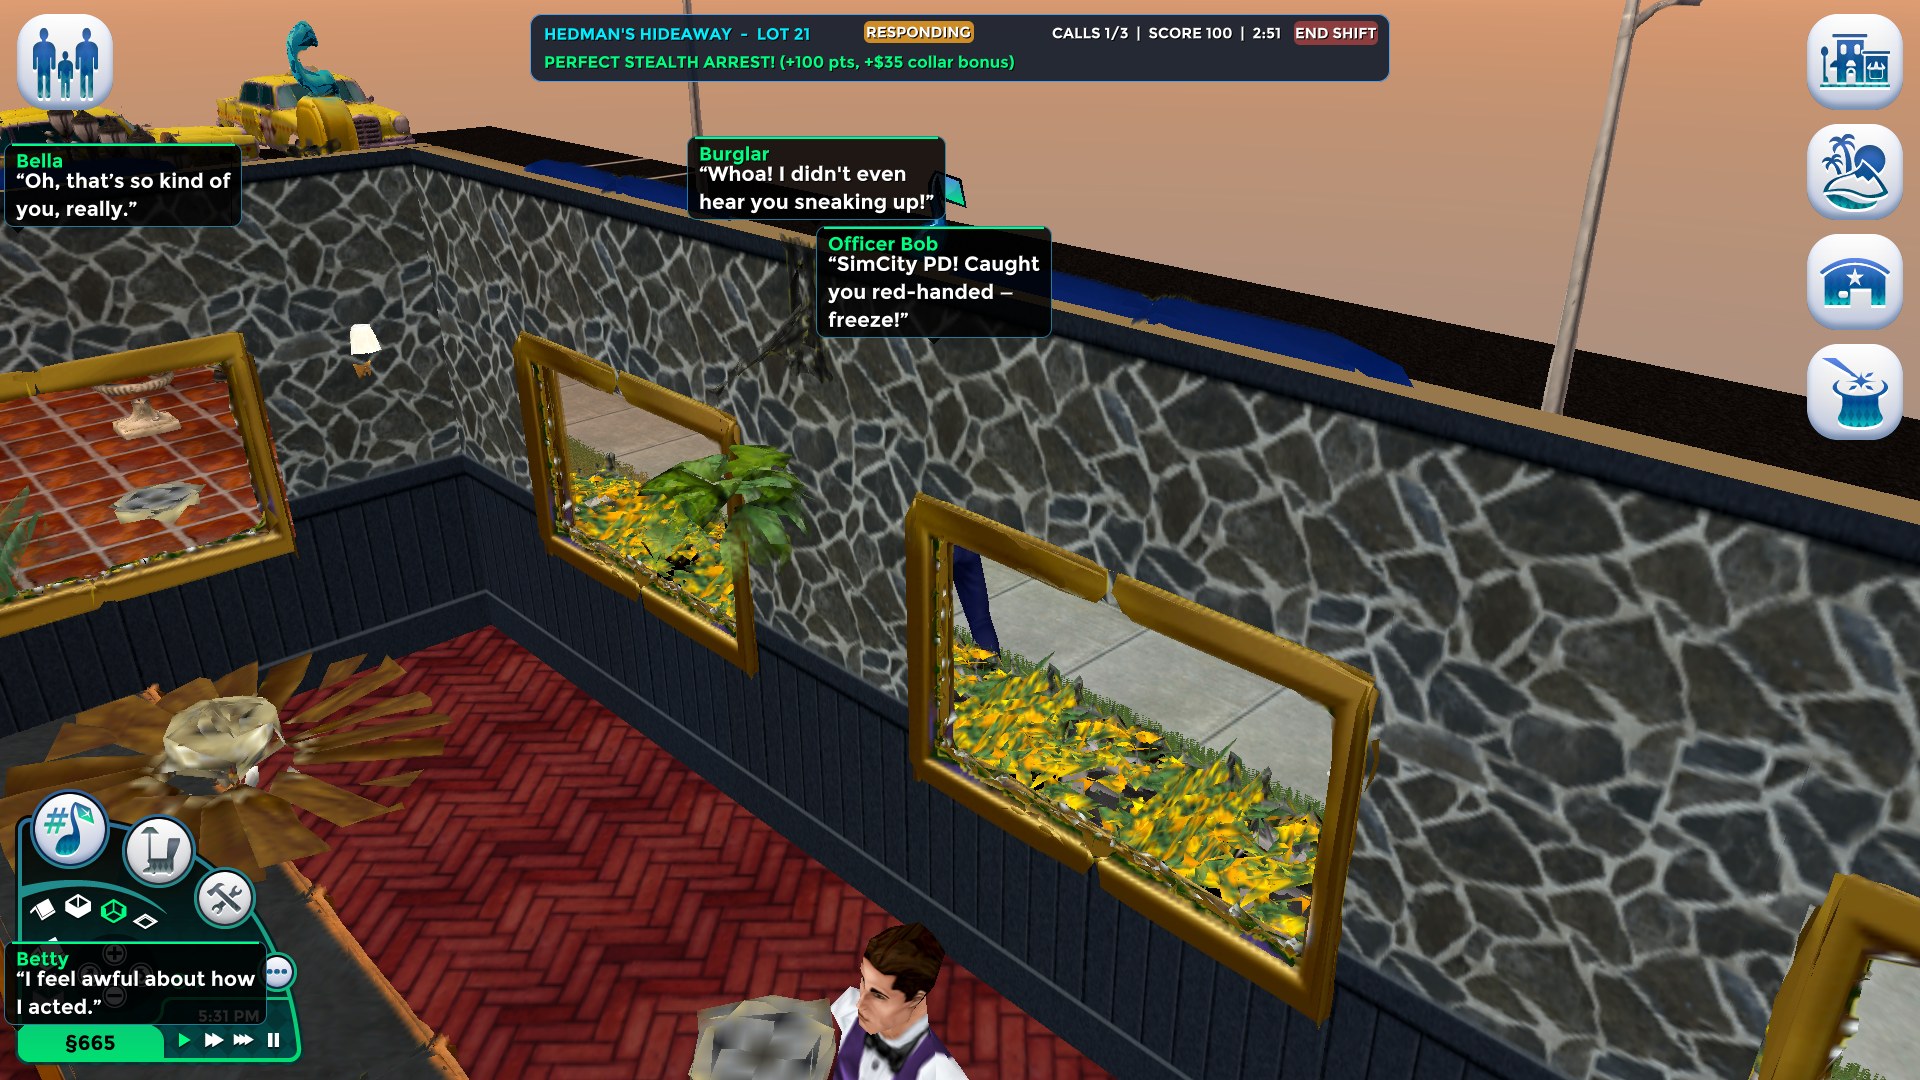 HEDMAN'S HIDEAWAY - LOT 21
RESPONDING
CALLS 1/3 | SCORE 100 | 2:51
END SHIFT
PERFECT STEALTH ARREST! (+100 pts, +$35 collar bonus)
Bella
“Oh, that’s so kind of
you, really.”
Burglar
“Whoa! I didn't even
hear you sneaking up!”
Officer Bob
“SimCity PD! Caught
you red-handed —
freeze!”
#
Betty
“I feel awful about how
I acted.”
5:31 PM
§665